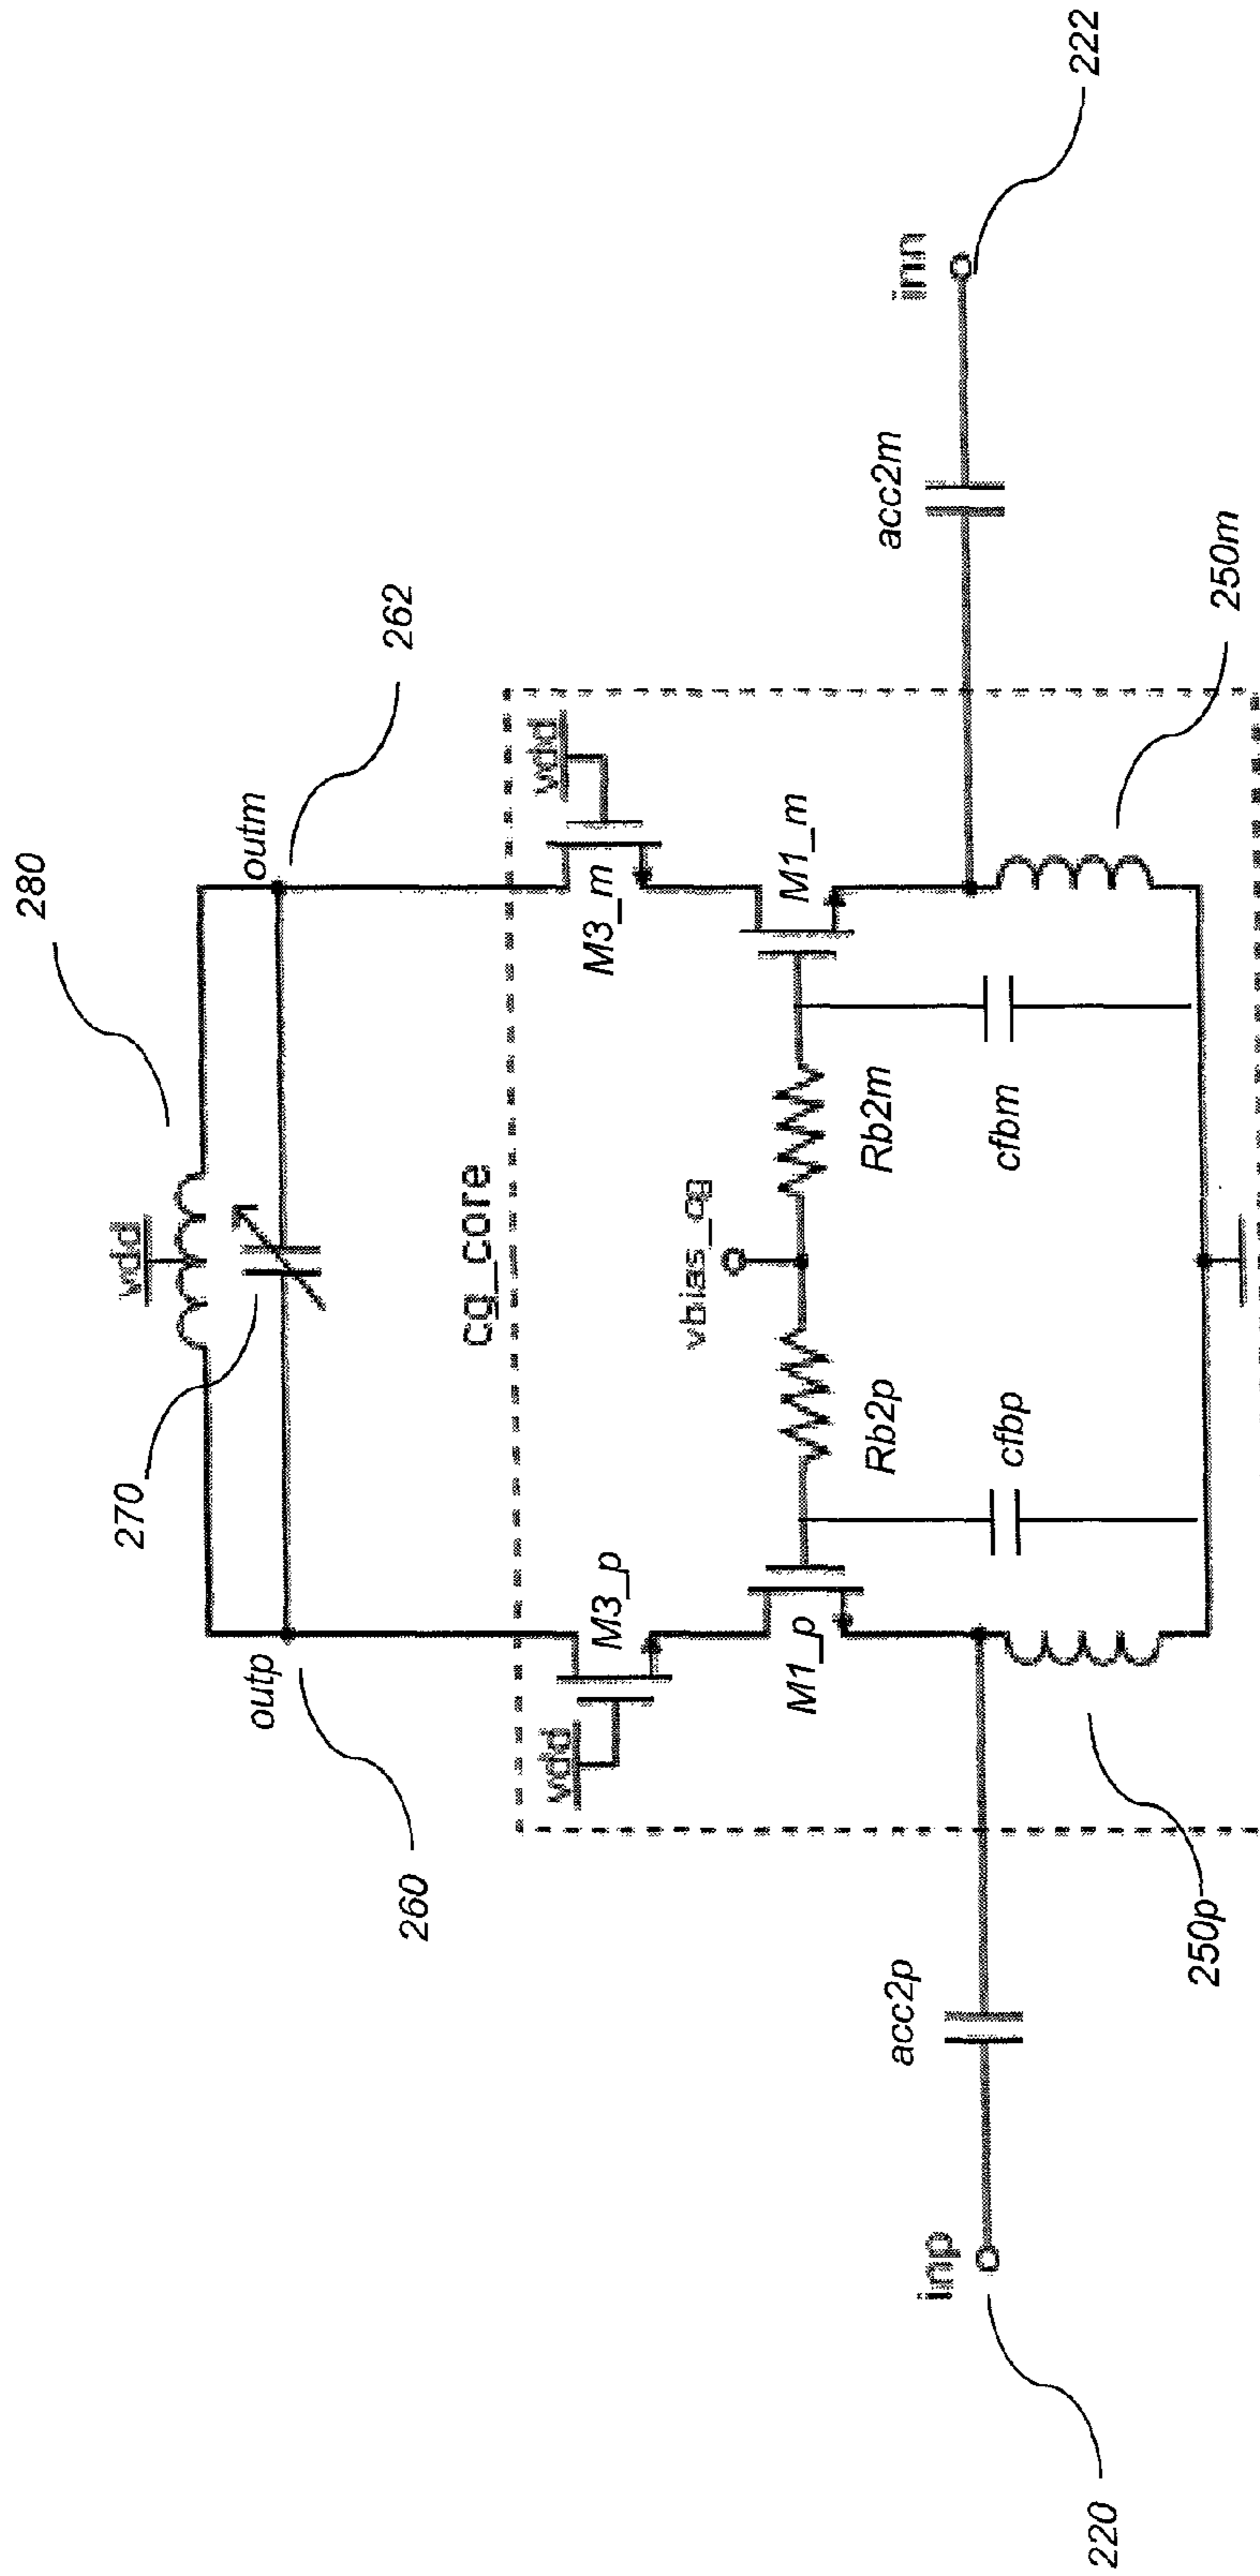 280
vdd
270
outp
outm
260
262
cg_core
vdd
M3_p
M3_m
vdd
vbias_cg
M1_p
Rb2p
Rb2m
M1_m
cfbp
cfbm
inp
acc2p
acc2m
inn
220
250p
250m
222